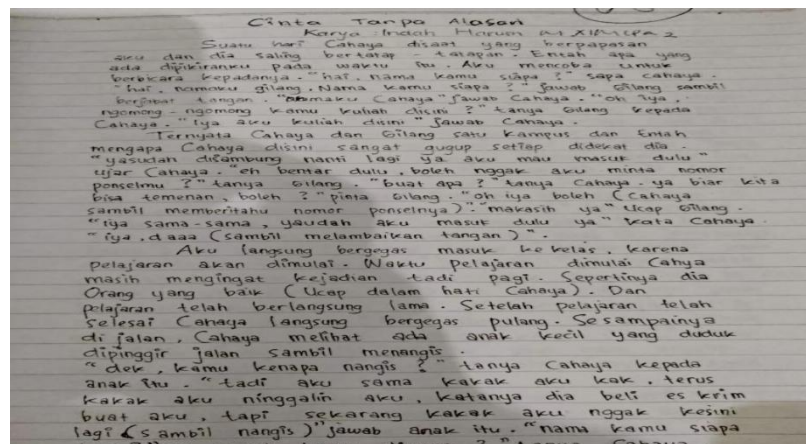 Cinta Tanpa Alasan
Karya Indah Harum M XI MIPA 2
Suatu hari Cahaya disaat yang berpapasan
aku dan dia saling bertatap - tatapan. Entah apa yang
ada dipikiranku pada waktu itu. Aku mencoba untuk
berbicara kepadanya. "hai, nama kamu siapa ?" sapa cahaya.
"hai, namaku gilang, Nama kamu siapa ?" jawab Gilang sambil
berjabat tangan. "namaku Cahaya" jawab Cahaya. "oh iya,
ngomong - ngomong kamu kuliah disini ?" tanya Gilang kepada
Cahaya. "iya aku kuliah disini" jawab Cahaya.
Ternyata Cahaya dan Gilang satu kampus dan Entah
mengapa Cahaya disini sangat gugup setiap didekat dia.
"yasudah disambung nanti lagi ya aku mau masuk dulu"
ujar Cahaya. "eh bentar dulu, boleh nggak aku minta nomor
ponselmu ?" tanya Gilang. "buat apa ?" tanya Cahaya. ya biar kita
bisa temenan, boleh ? "pinta Gilang. "oh iya boleh (Cahaya
sambil memberitahu nomor ponselnya)". "makasih ya" Ucap Gilang.
"iya sama-sama, yaudah aku masuk dulu ya" kata Cahaya.
"iya, daaa (sambil melambaikan tangan)".
Aku langsung bergegas masuk ke kelas, karena
pelajaran akan dimulai. Waktu pelajaran dimulai Cahya
masih mengingat kejadian tadi pagi. Sepertinya dia
Orang yang baik (Ucap dalam hati Cahaya). Dan
pelajaran telah berlangsung lama. Setelah pelajaran telah
selesai Cahaya langsung bergegas pulang. Sesampainya
di jalan, Cahaya melihat ada anak kecil yang duduk
dipinggir jalan sambil menangis.
"dek, kamu kenapa nangis ?" tanya Cahaya kepada
anak itu. "tadi aku sama kakak aku kak, terus
kakak aku ninggalin aku, katanya dia beli es krim
buat aku, tapi sekarang kakak aku nggak kesini
lagi (sambil nangis)" jawab anak itu. "nama kamu siapa